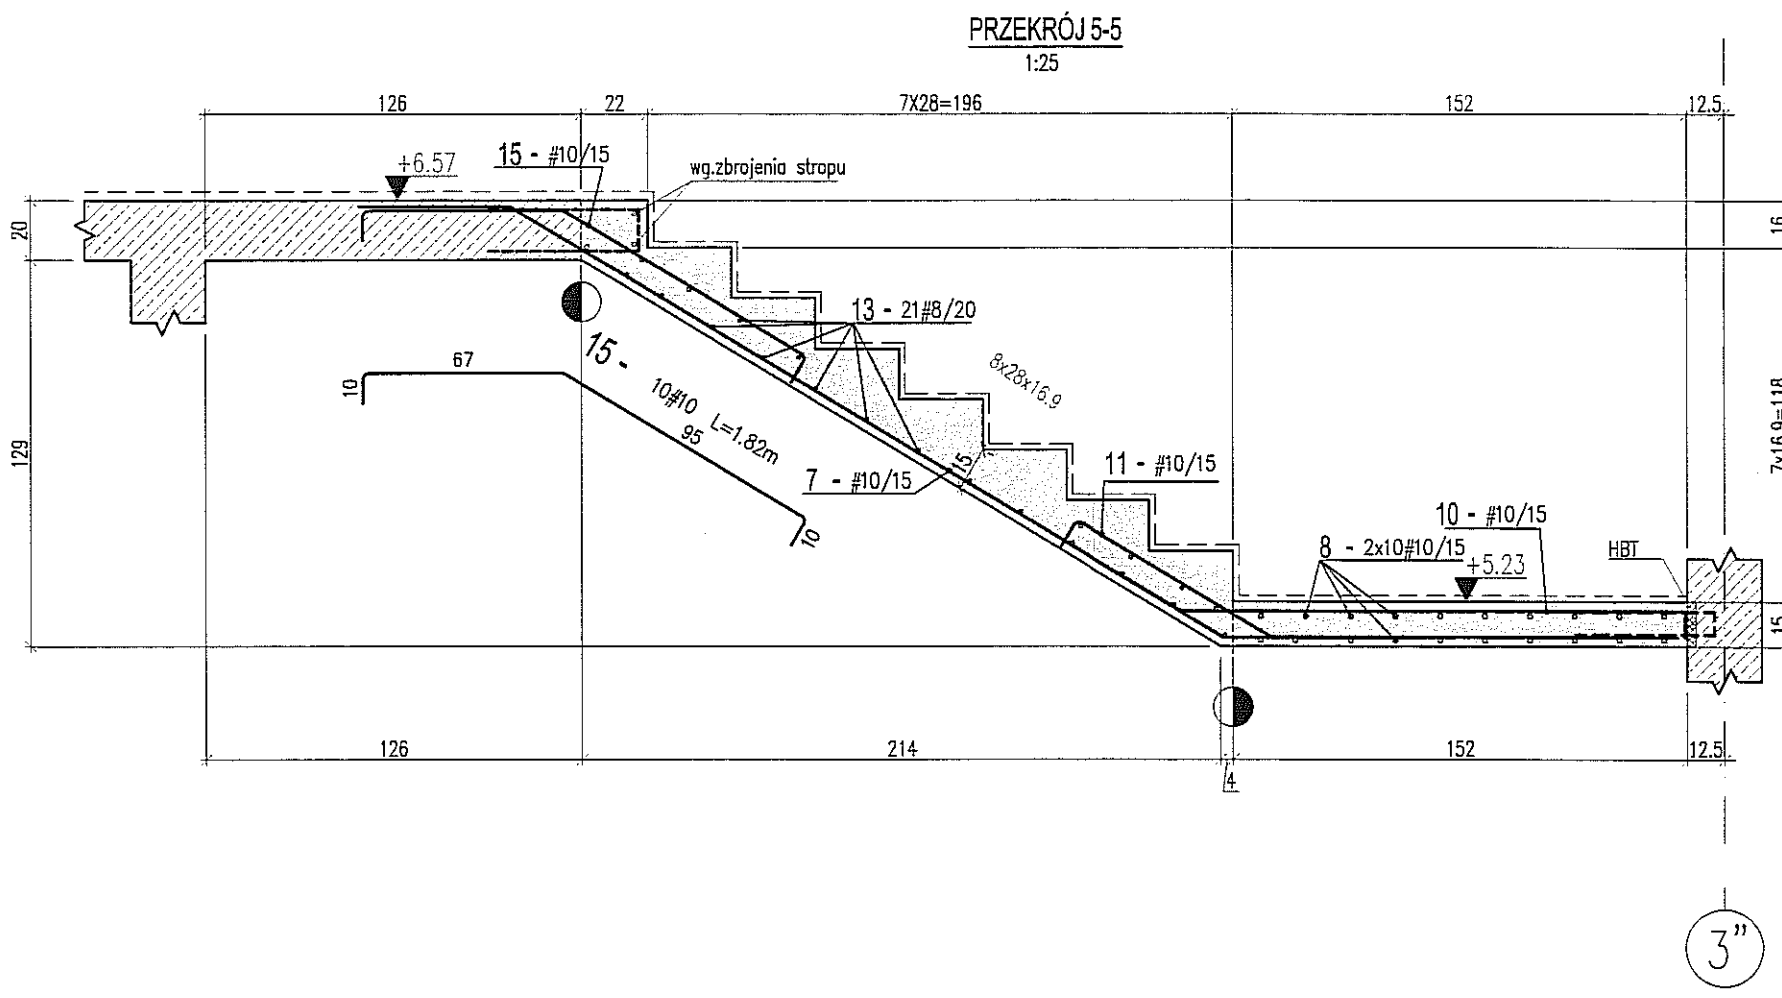 PRZEKRÓJ 5-5
1:25
126
22
7X28=196
152
12.5
+6.57
15 - #10/15
wg.zbrojenia stropu
20
16
13 - 21#8/20
15 -
10#10 L=1.82m
67
10
95
10
8x28x16.9
129
7x16.9=118
7 - #10/15
15
11 - #10/15
10 - #10/15
8 - 2x10#10/15
+5.23
HBT
15
126
214
4
152
12.5
3"